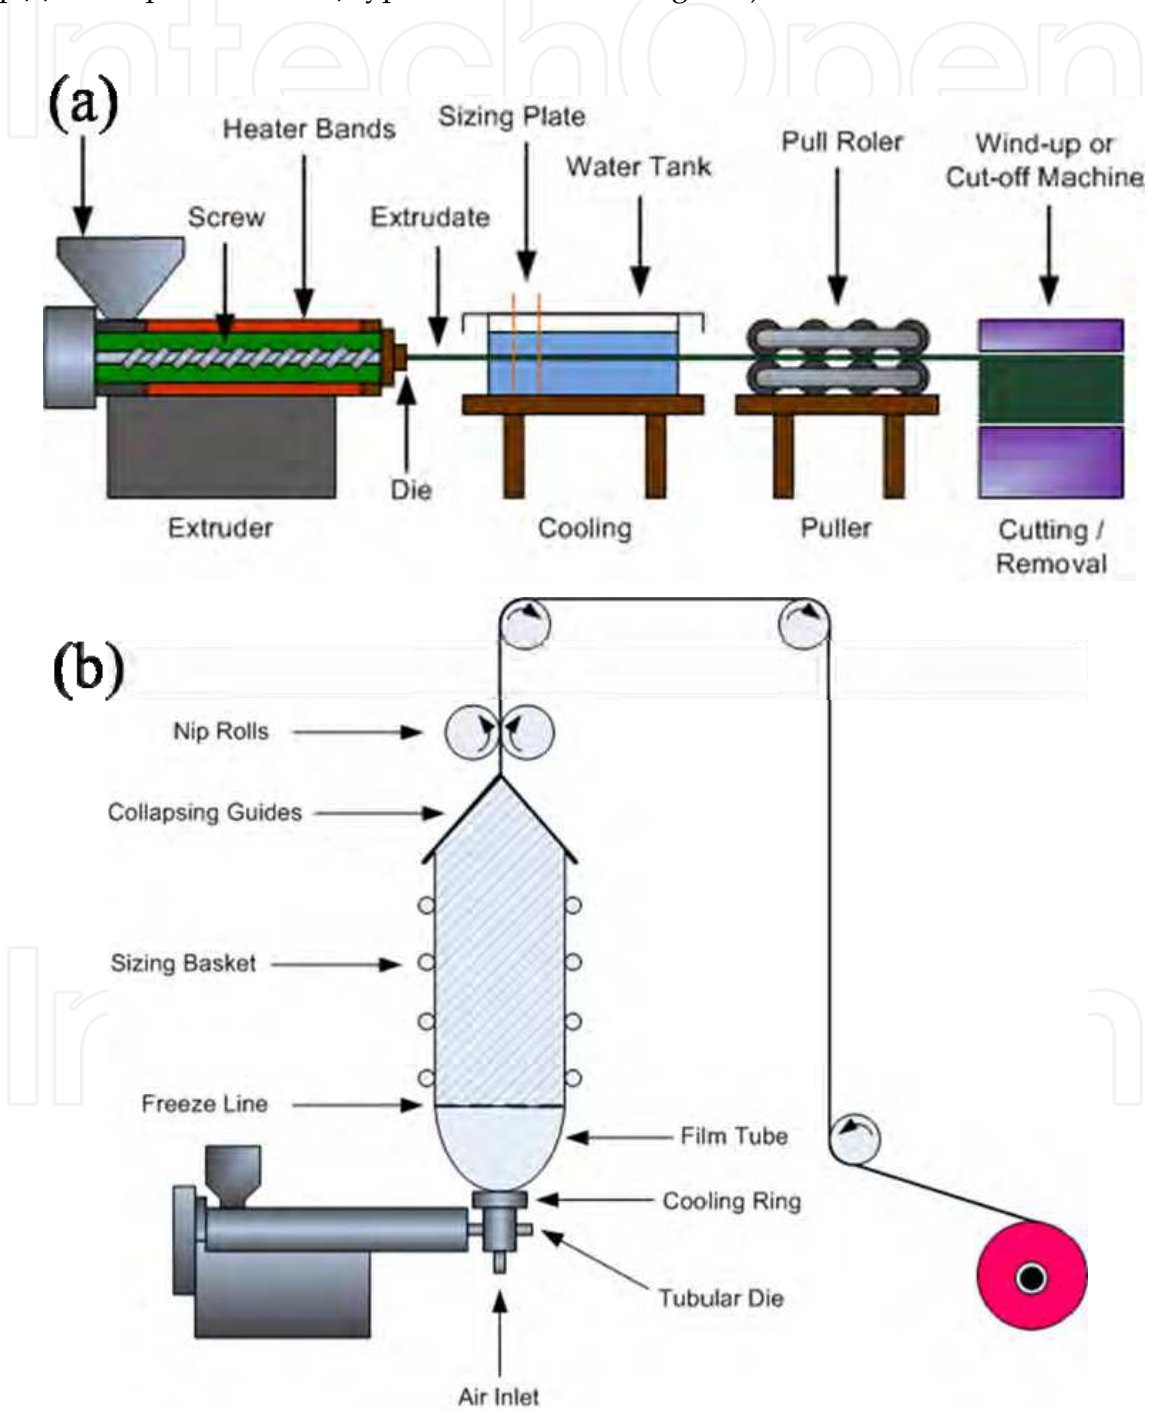 IntechOpen
(a)
Heater Bands
Sizing Plate
Water Tank
Pull Roler
Wind-up or
Cut-off Machine
Screw
Extrudate
Die
Extruder
Cooling
Puller
Cutting /
Removal
(b)
Nip Rolls
Collapsing Guides
Sizing Basket
Freeze Line
Film Tube
Cooling Ring
Tubular Die
Air Inlet